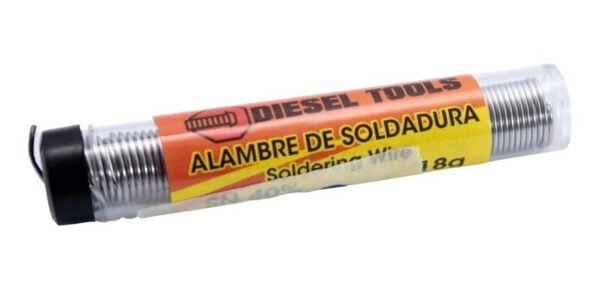 DIESEL TOOLS
ALAMBRE DE SOLDADURA
Soldering Wire
SN 40% 18g